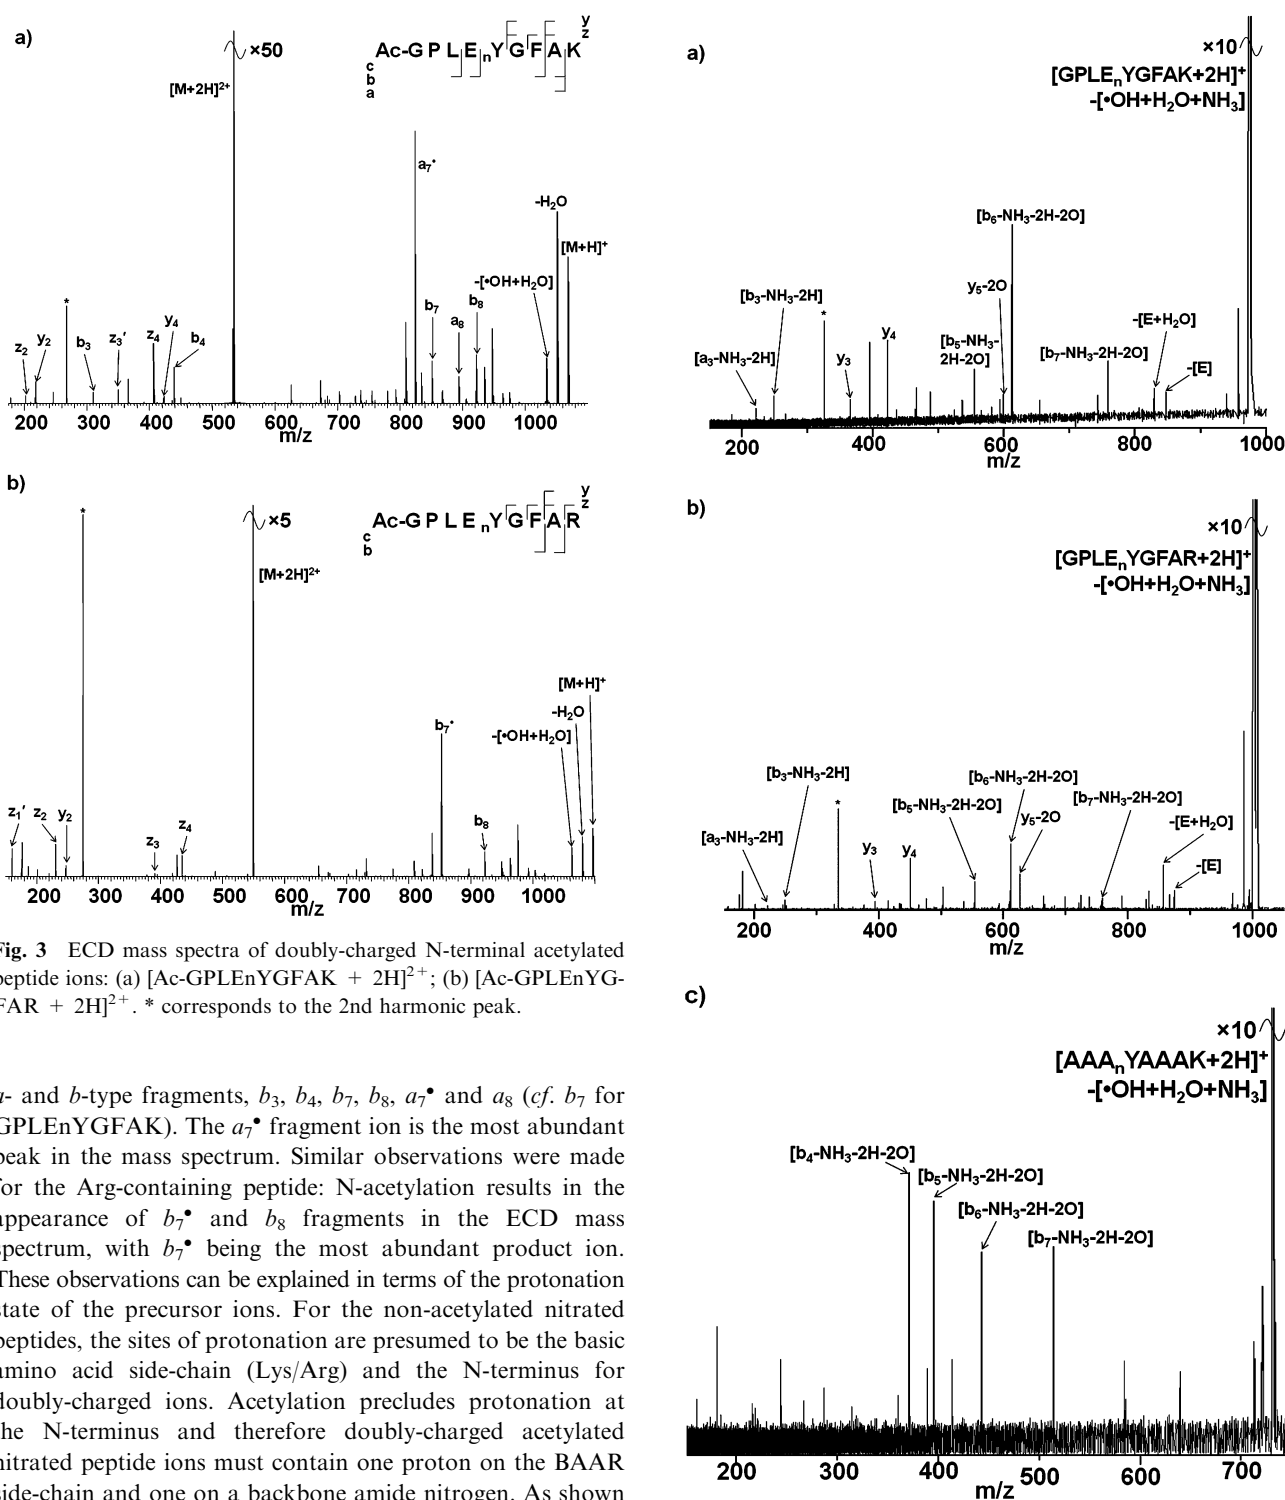 a)
×50
[M+2H]²⁺
Ac-G P L EₙY G F A K
y
z
c
b
a
a₇•
-H₂O
[M+H]⁺
-[•OH+H₂O]
b₇
a₈
b₈
*
z₂
y₂
b₃
z₃′
z₄
y₄
b₄
200 300 400 500 600 700 800 900 1000
m/z
b)
*
×5
[M+2H]²⁺
Ac-G P L E ₙY G F A R
y
z
c
b
[M+H]⁺
-H₂O
-[•OH+H₂O]
b₇•
b₈
z₁′ z₂ y₂
z₃
z₄
200 300 400 500 600 700 800 900 1000
m/z
Fig. 3 ECD mass spectra of doubly-charged N-terminal acetylated
peptide ions: (a) [Ac-GPLEnYGFAK + 2H]²⁺; (b) [Ac-GPLEnYG-
FAR + 2H]²⁺. * corresponds to the 2nd harmonic peak.
a- and b-type fragments, b₃, b₄, b₇, b₈, a₇• and a₈ (cf. b₇ for
GPLEnYGFAK). The a₇• fragment ion is the most abundant
peak in the mass spectrum. Similar observations were made
for the Arg-containing peptide: N-acetylation results in the
appearance of b₇• and b₈ fragments in the ECD mass
spectrum, with b₇• being the most abundant product ion.
These observations can be explained in terms of the protonation
state of the precursor ions. For the non-acetylated nitrated
peptides, the sites of protonation are presumed to be the basic
amino acid side-chain (Lys/Arg) and the N-terminus for
doubly-charged ions. Acetylation precludes protonation at
the N-terminus and therefore doubly-charged acetylated
nitrated peptide ions must contain one proton on the BAAR
side-chain and one on a backbone amide nitrogen. As shown
a)
×10
[GPLEₙYGFAK+2H]⁺
-[•OH+H₂O+NH₃]
[b₆-NH₃-2H-2O]
y₅-2O
[b₃-NH₃-2H]
*
[a₃-NH₃-2H]
y₃
y₄
[b₅-NH₃-
2H-2O]
[b₇-NH₃-2H-2O]
-[E+H₂O]
-[E]
200 400 600 800 1000
m/z
b)
×10
[GPLEₙYGFAR+2H]⁺
-[•OH+H₂O+NH₃]
[b₃-NH₃-2H]
*
[a₃-NH₃-2H]
y₃
y₄
[b₅-NH₃-2H-2O]
[b₆-NH₃-2H-2O]
y₅-2O
[b₇-NH₃-2H-2O]
-[E+H₂O]
-[E]
200 400 600 800 1000
m/z
c)
×10
[AAAₙYAAAK+2H]⁺
-[•OH+H₂O+NH₃]
[b₄-NH₃-2H-2O]
[b₅-NH₃-2H-2O]
[b₆-NH₃-2H-2O]
[b₇-NH₃-2H-2O]
200 300 400 500 600 700
m/z